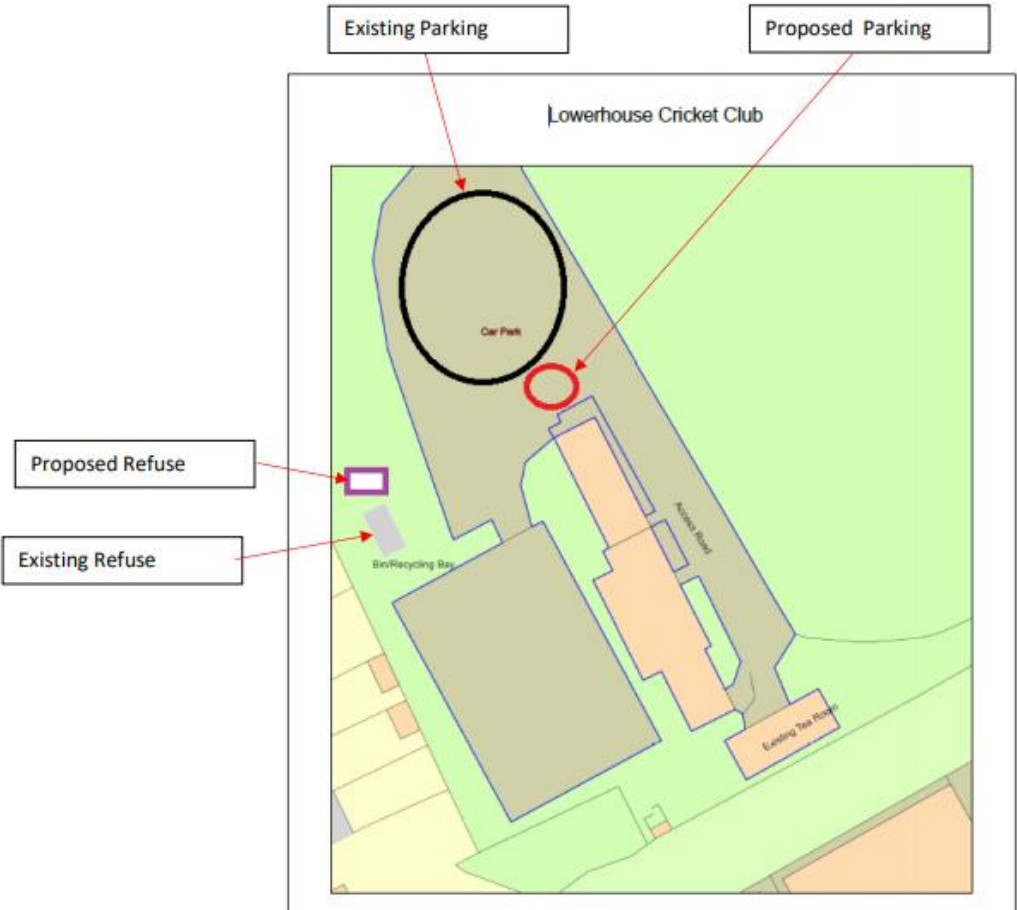 Existing Parking
Proposed Parking
Lowerhouse Cricket Club
Car Park
Proposed Refuse
Access Road
Existing Refuse
Bin/Recycling Bay
Existing Tea Room